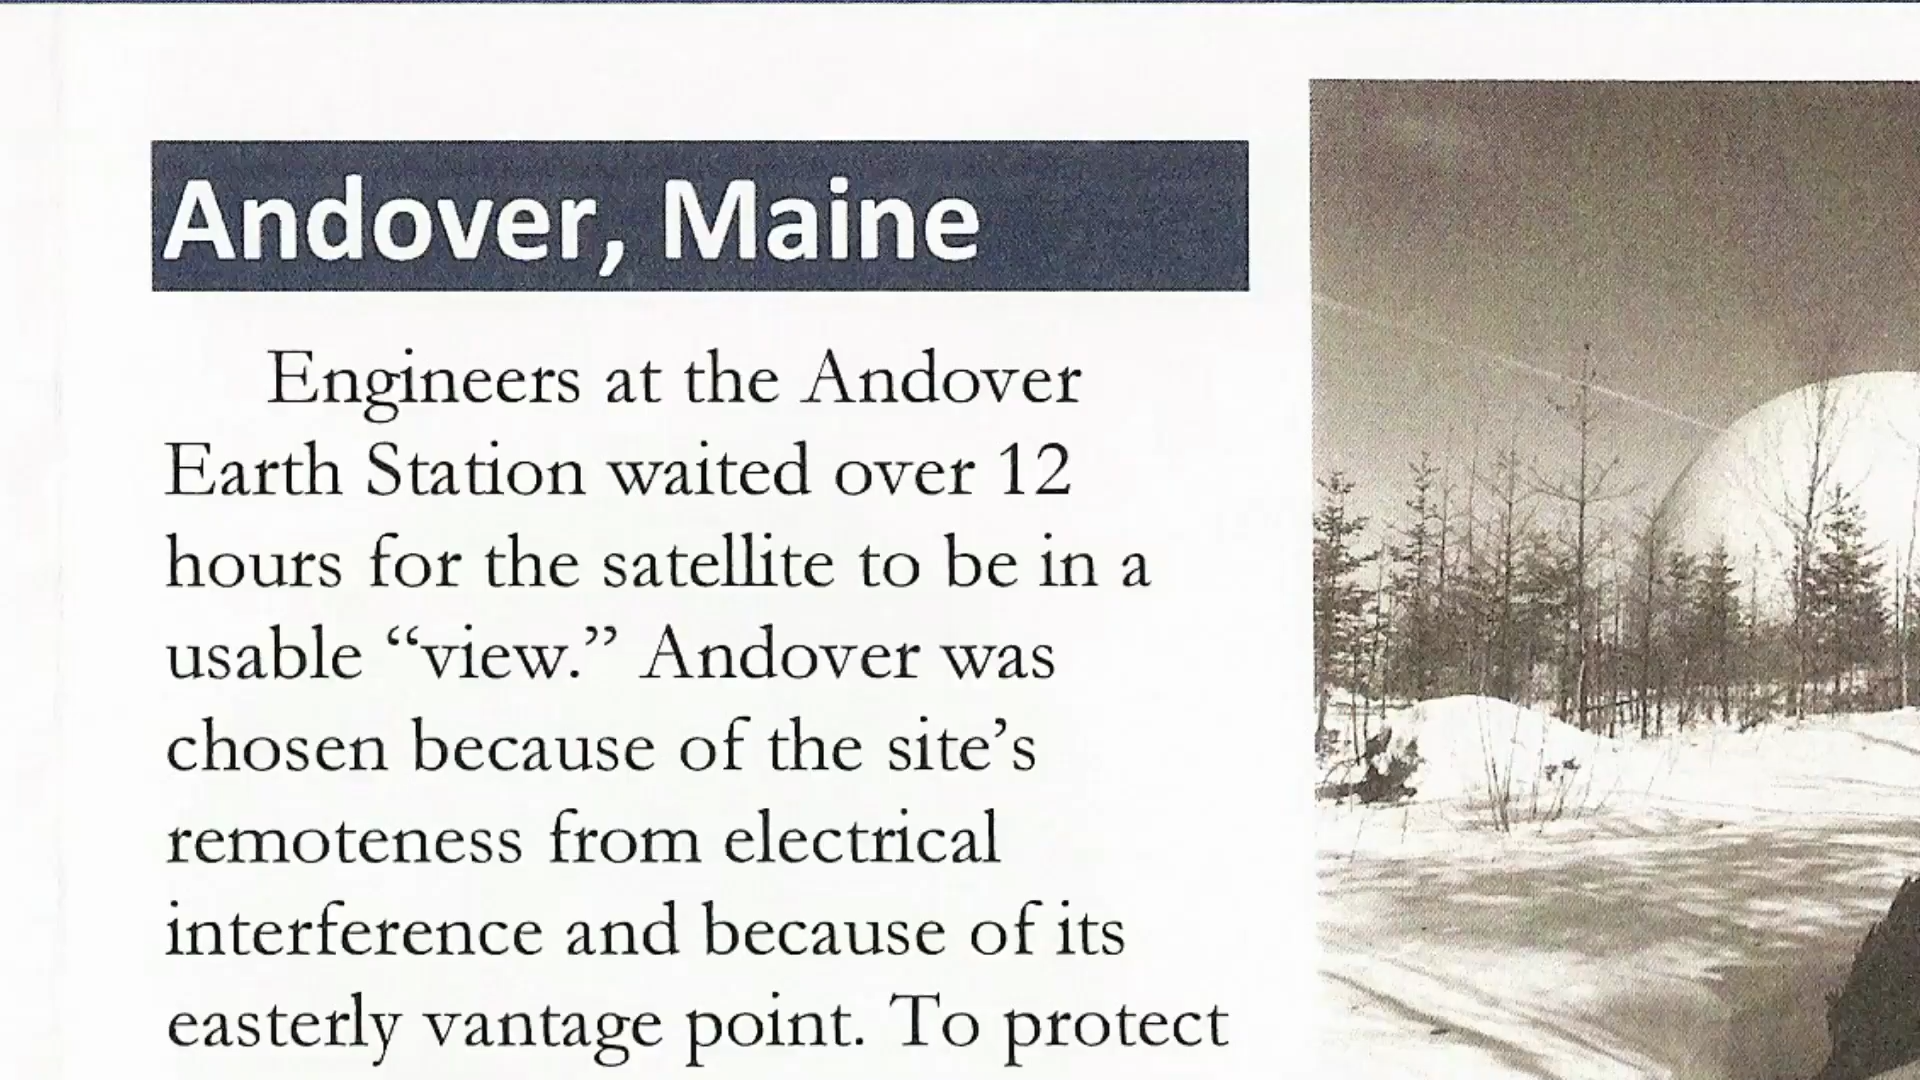 Andover, Maine
Engineers at the Andover
Earth Station waited over 12
hours for the satellite to be in a
usable “view.” Andover was
chosen because of the site’s
remoteness from electrical
interference and because of its
easterly vantage point. To protect